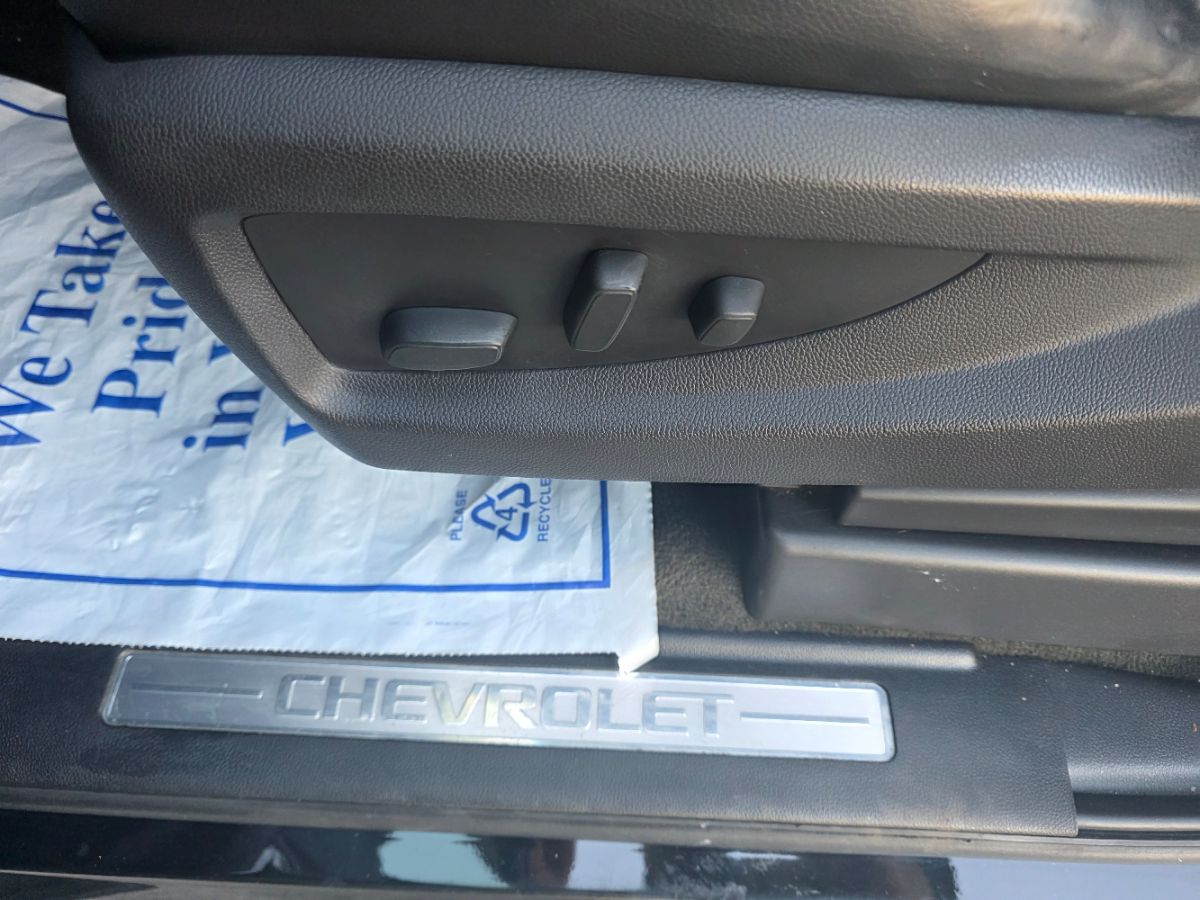 We Take
Prid
in
PLEASE
4
RECYCLE
CHEVROLET